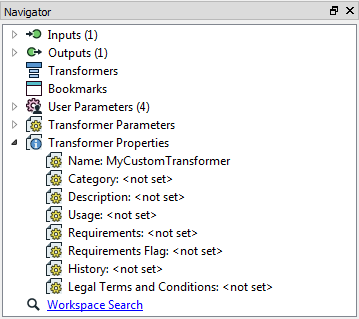 Navigator
Inputs (1)
Outputs (1)
Transformers
Bookmarks
User Parameters (4)
Transformer Parameters
Transformer Properties
Name: MyCustomTransformer
Category: <not set>
Description: <not set>
Usage: <not set>
Requirements: <not set>
Requirements Flag: <not set>
History: <not set>
Legal Terms and Conditions: <not set>
Workspace Search